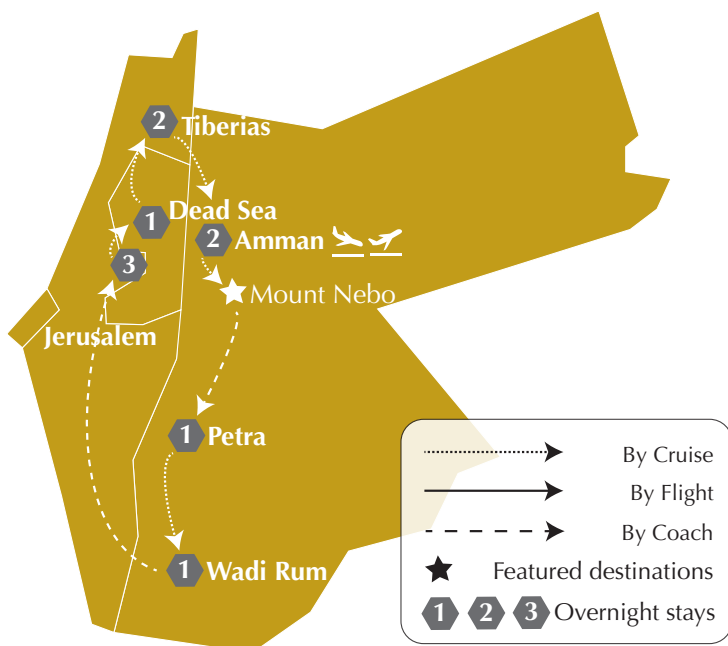 2 Tiberias
1 Dead Sea
2 Amman
3
Mount Nebo
Jerusalem
1 Petra
1 Wadi Rum
By Cruise
By Flight
By Coach
Featured destinations
1 2 3 Overnight stays